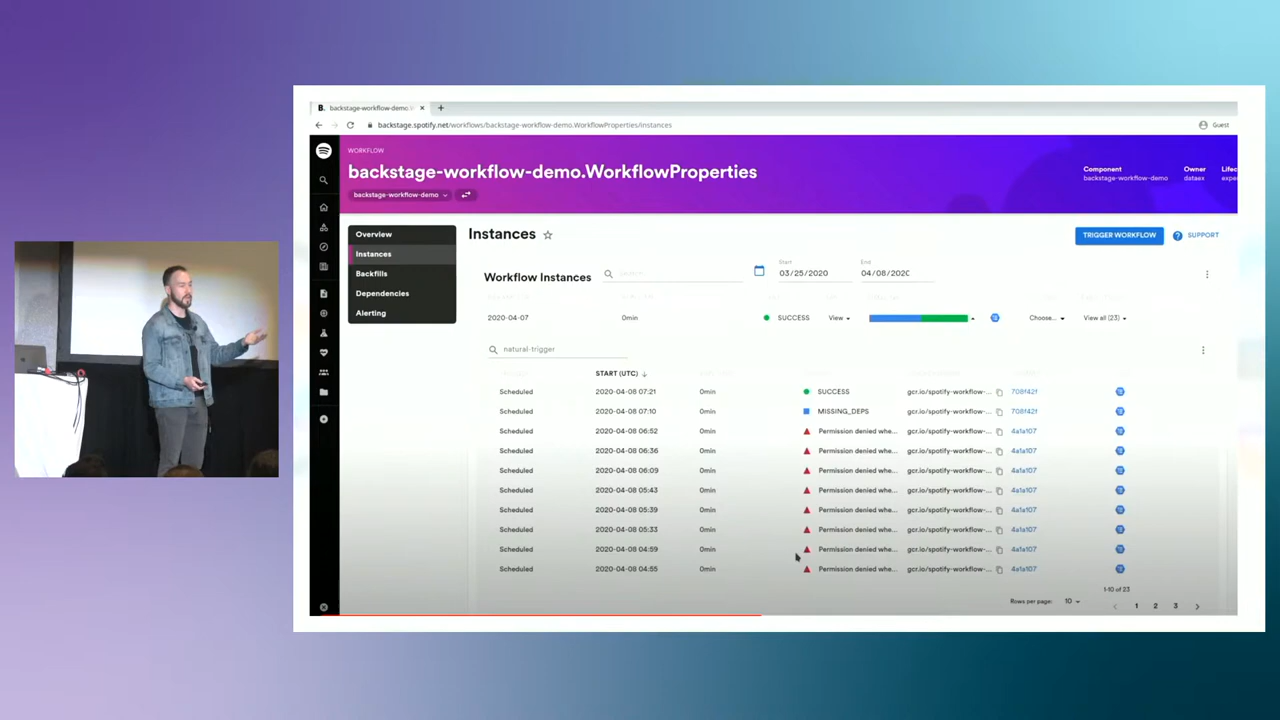 B. backstage-workflow-demo.W × +
backstage.spotify.net/workflows/backstage-workflow-demo.WorkflowProperties/instances Guest
WORKFLOW
backstage-workflow-demo.WorkflowProperties
backstage-workflow-demo
Component Owner Lifec
backstage-workflow-demo dstaex expe
Overview
Instances
Backfills
Dependencies
Alerting
Instances
TRIGGER WORKFLOW SUPPORT
Workflow Instances Search Start 03/25/2020 End 04/08/2020
2020-04-07 0min SUCCESS View Choose... View all (23)
natural-trigger
START (UTC) ↓
Scheduled 2020-04-08 07:21 0min SUCCESS gcr.io/spotify-workflow-... 708f42f
Scheduled 2020-04-08 07:10 0min MISSING_DEPS gcr.io/spotify-workflow-... 708f42f
Scheduled 2020-04-08 06:52 0min Permission denied whe... gcr.io/spotify-workflow-... 4a1a107
Scheduled 2020-04-08 06:36 0min Permission denied whe... gcr.io/spotify-workflow-... 4a1a107
Scheduled 2020-04-08 06:09 0min Permission denied whe... gcr.io/spotify-workflow-... 4a1a107
Scheduled 2020-04-08 05:43 0min Permission denied whe... gcr.io/spotify-workflow-... 4a1a107
Scheduled 2020-04-08 05:39 0min Permission denied whe... gcr.io/spotify-workflow-... 4a1a107
Scheduled 2020-04-08 05:33 0min Permission denied whe... gcr.io/spotify-workflow-... 4a1a107
Scheduled 2020-04-08 04:59 0min Permission denied whe... gcr.io/spotify-workflow-... 4a1a107
Scheduled 2020-04-08 04:55 0min Permission denied whe... gcr.io/spotify-workflow-... 4a1a107
1-10 of 23
Rows per page: 10 < 1 2 3 >